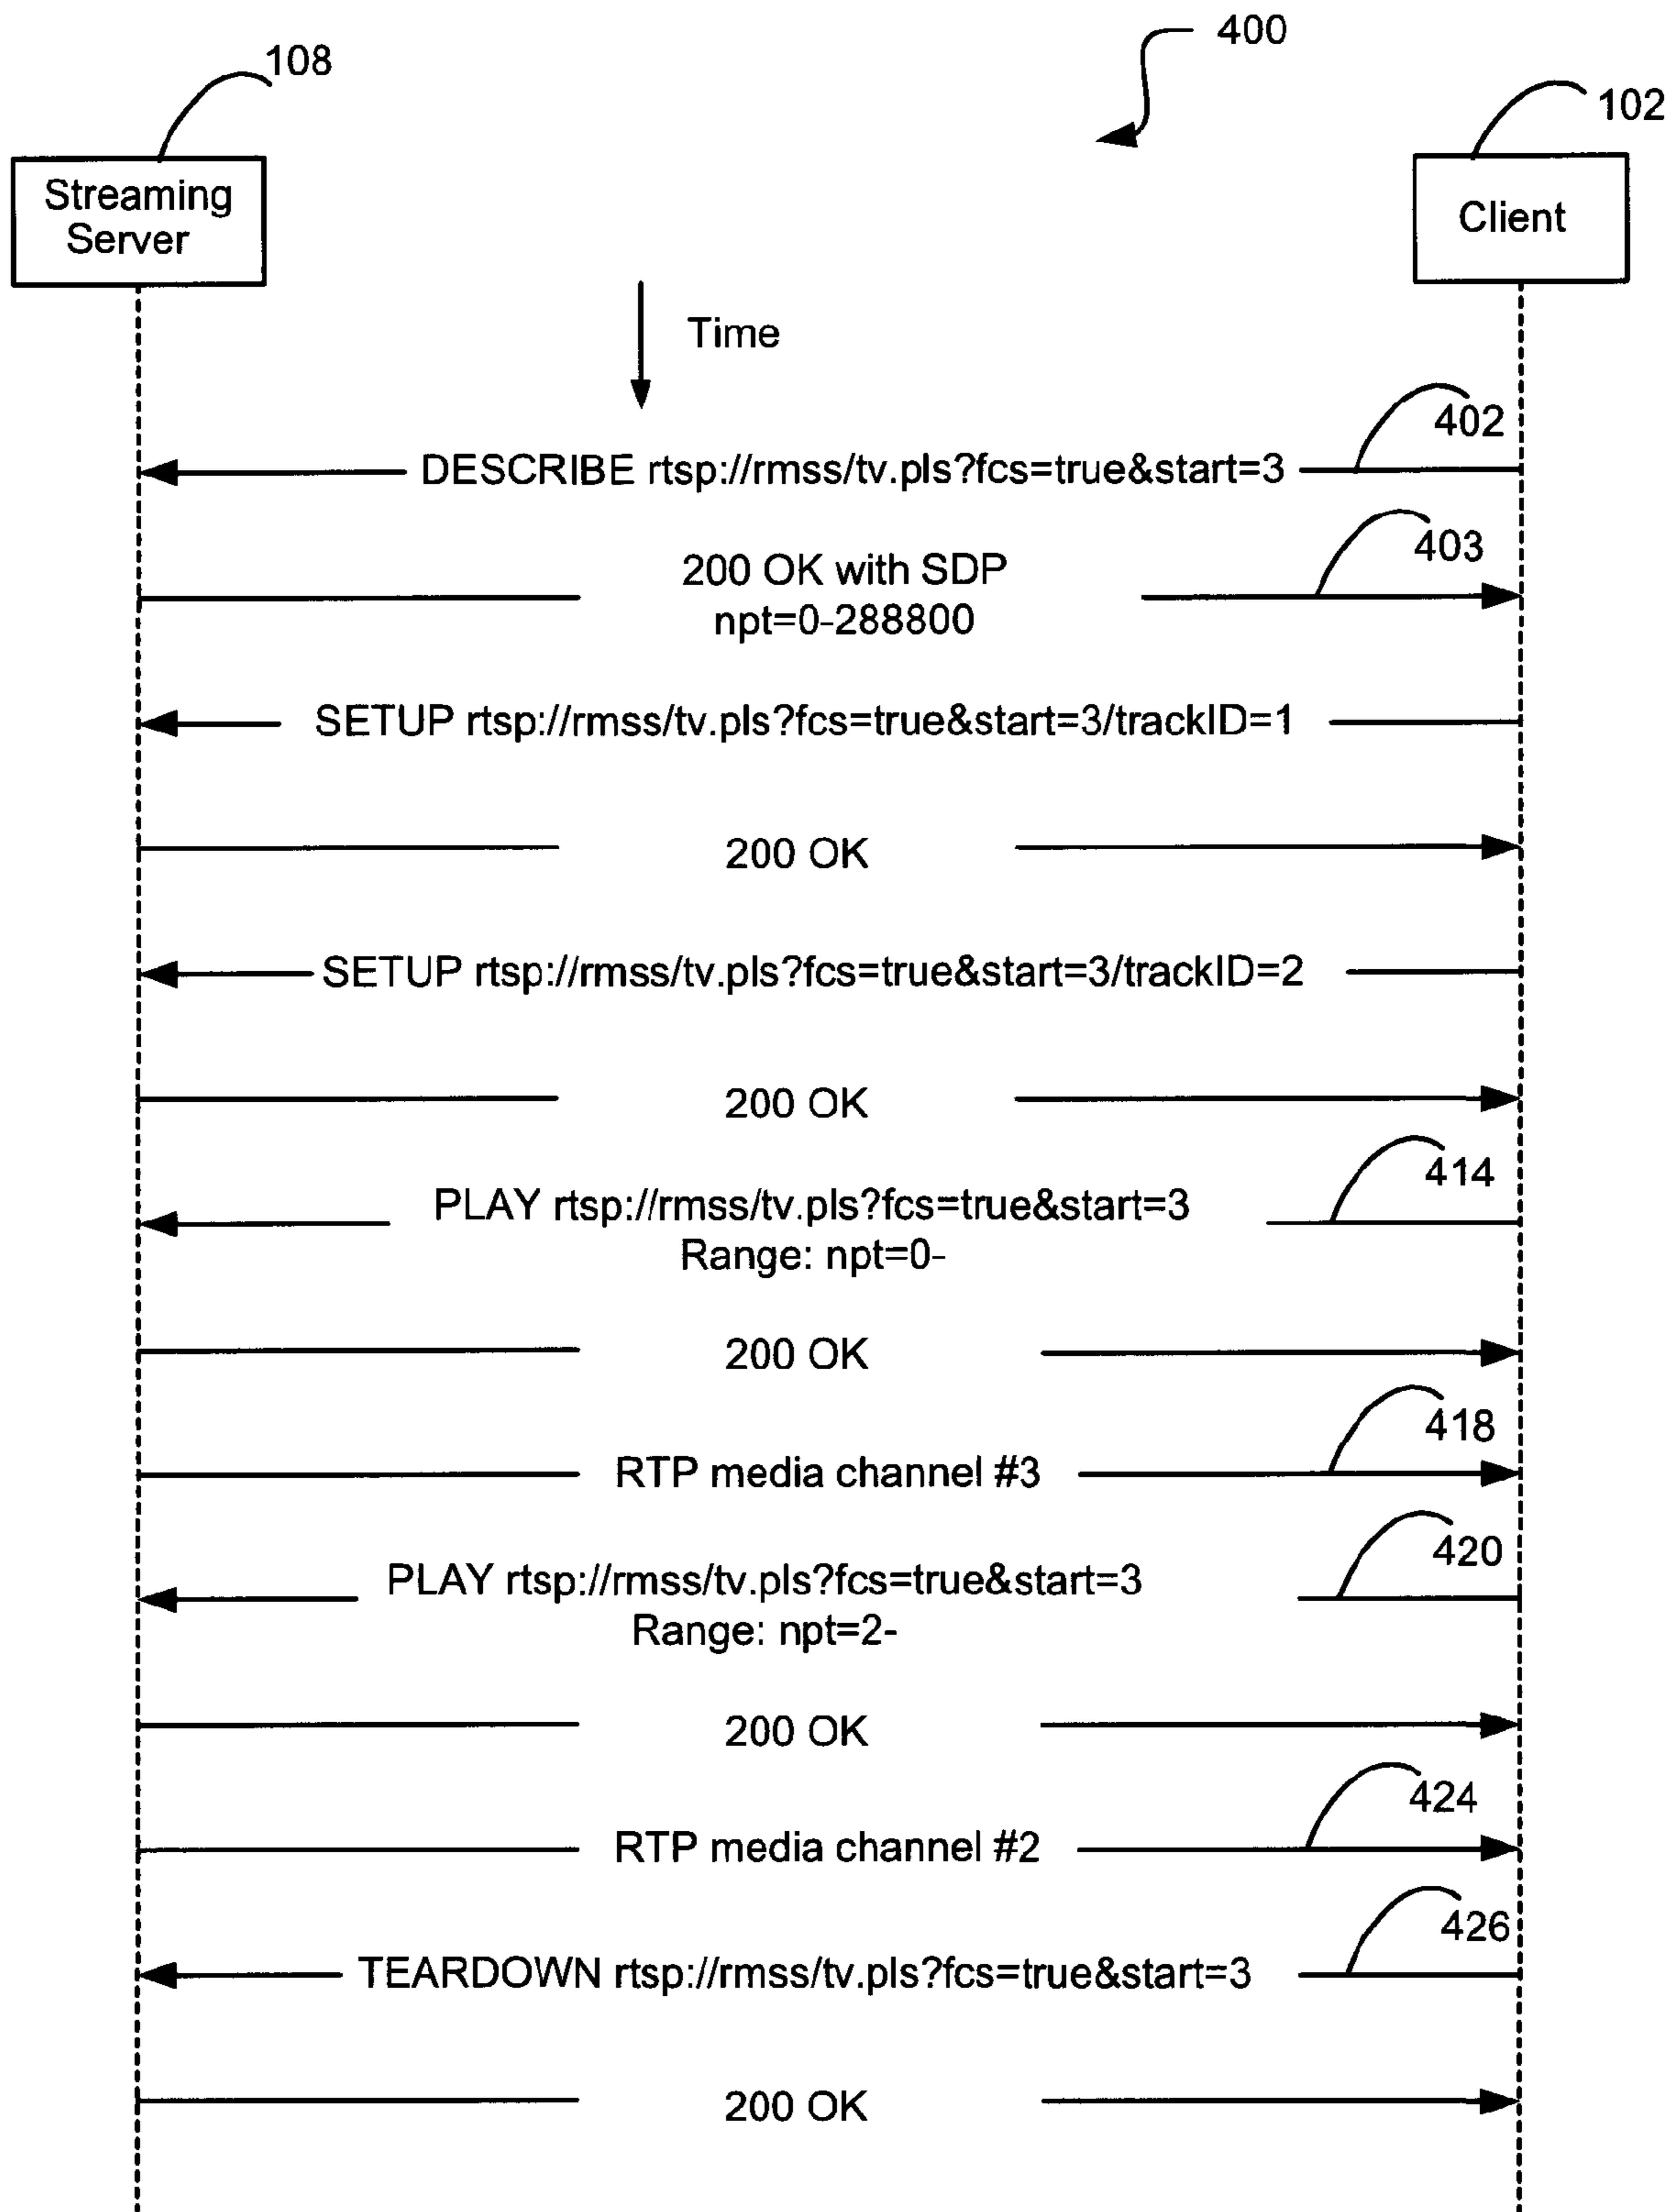 400
108
102
Streaming
Server
Client
Time
402
DESCRIBE rtsp://rmss/tv.pls?fcs=true&start=3
403
200 OK with SDP
npt=0-288800
SETUP rtsp://rmss/tv.pls?fcs=true&start=3/trackID=1
200 OK
SETUP rtsp://rmss/tv.pls?fcs=true&start=3/trackID=2
200 OK
414
PLAY rtsp://rmss/tv.pls?fcs=true&start=3
Range: npt=0-
200 OK
418
RTP media channel #3
420
PLAY rtsp://rmss/tv.pls?fcs=true&start=3
Range: npt=2-
200 OK
424
RTP media channel #2
426
TEARDOWN rtsp://rmss/tv.pls?fcs=true&start=3
200 OK